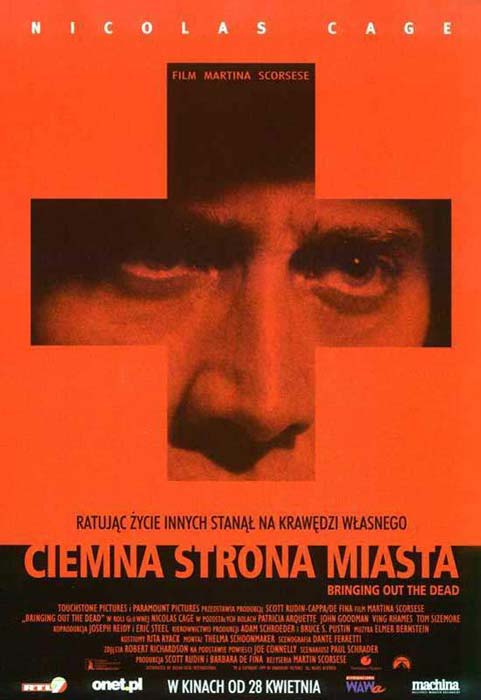 NICOLAS CAGE
FILM MARTINA SCORSESE
RATUJĄC ŻYCIE INNYCH STANĄŁ NA KRAWĘDZI WŁASNEGO
CIEMNA STRONA MIASTA
BRINGING OUT THE DEAD
TOUCHSTONE PICTURES I PARAMOUNT PICTURES PRZEDSTAWIA PRODUKCJĘ SCOTT RUDIN-CAPPA/DE FINA FILM MARTINA SCORSESE
"BRINGING OUT THE DEAD" W ROLI GŁÓWNEJ NICOLAS CAGE W POZOSTAŁYCH ROLACH PATRICIA ARQUETTE JOHN GOODMAN VING RHAMES TOM SIZEMORE
KOPRODUKCJA JOSEPH REIDY I ERIC STEEL KIEROWNICTWO PRODUKCJI ADAM SCHROEDER I BRUCE S. PUSTIN MUZYKA ELMER BERNSTEIN
KOSTIUMY RITA RYACK MONTAŻ THELMA SCHOONMAKER SCENOGRAFIA DANTE FERRETTI
ZDJĘCIA ROBERT RICHARDSON NA PODSTAWIE POWIEŚCI JOE CONNELLY SCENARIUSZ PAUL SCHRADER
PRODUKCJA SCOTT RUDIN I BARBARA DE FINA REŻYSERIA MARTIN SCORSESE
RTL7 onet.pl W KINACH OD 28 KWIETNIA WAWa machina